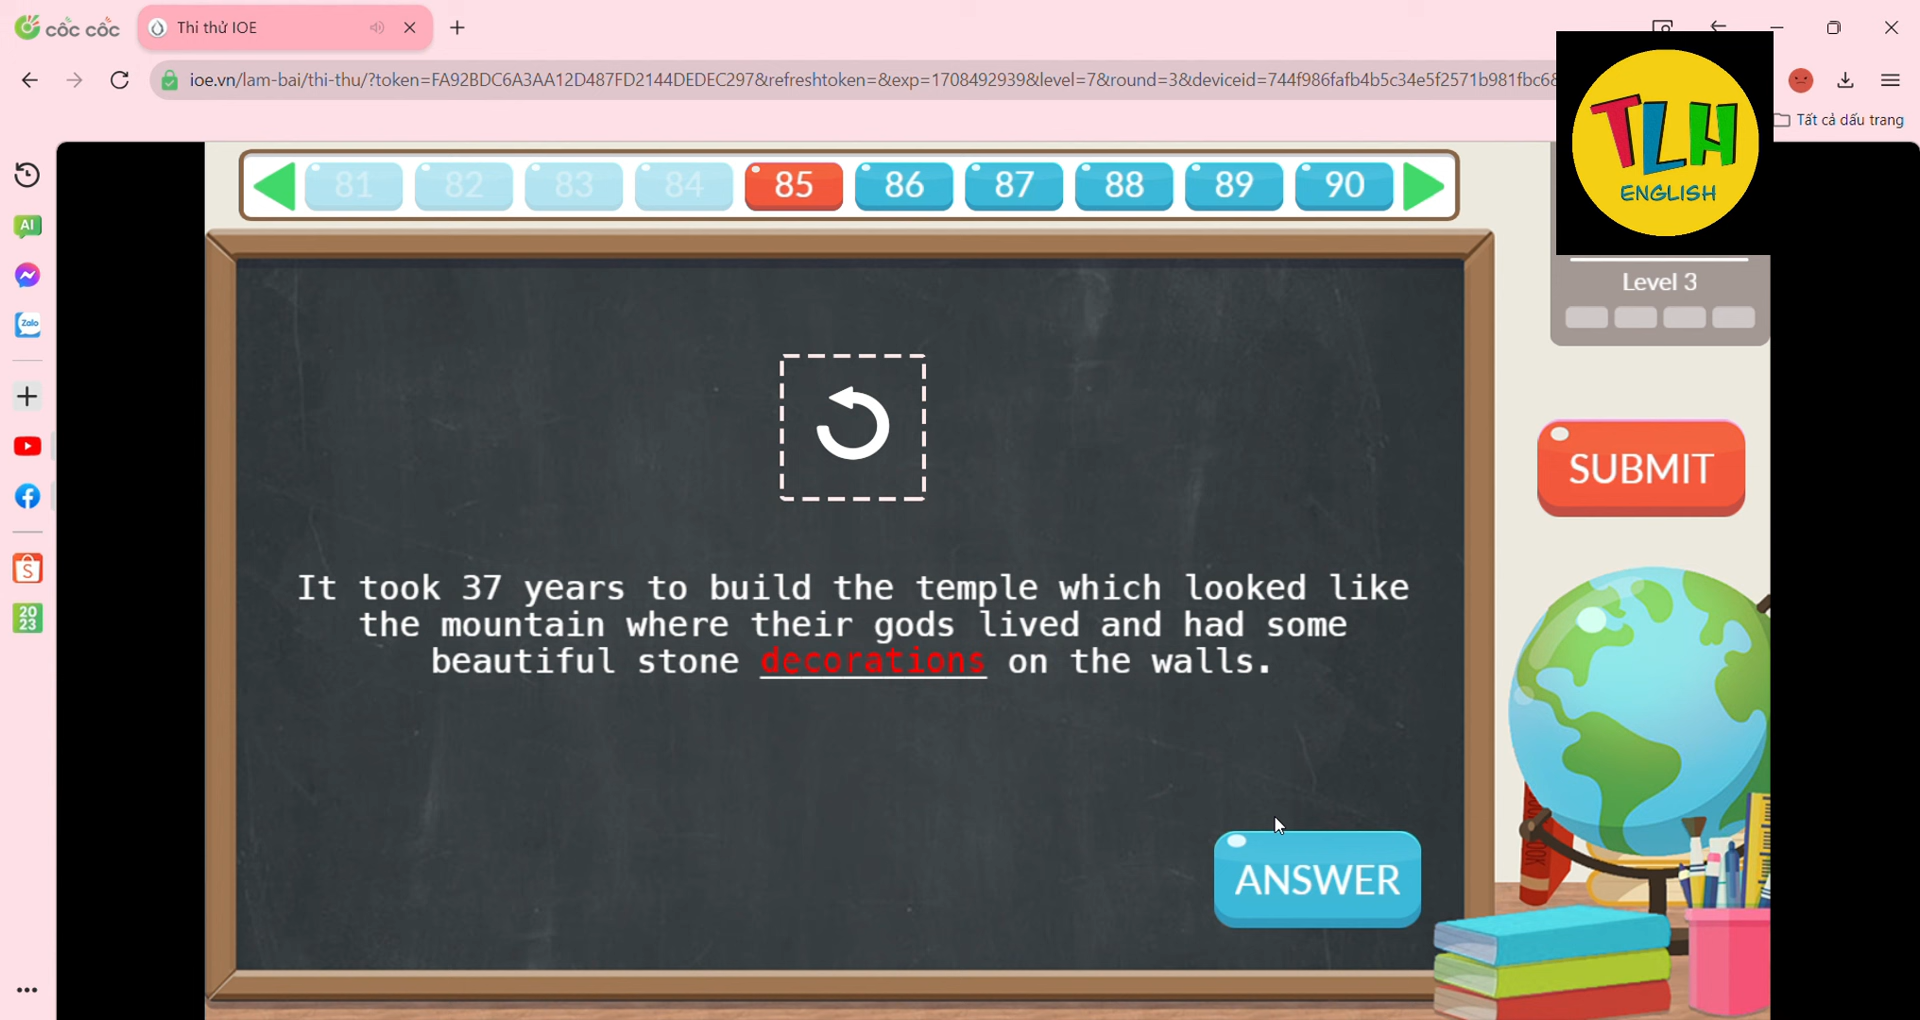 cốc cốc
Thi thử IOE
ioe.vn/lam-bai/thi-thu/?token=FA92BDC6A3AA12D487FD2144DEDEC297&refreshtoken=&exp=1708492939&level=7&round=3&deviceid=744f986fafb4b5c34e5f2571b981fbc6
Tất cả dấu trang
TLH
ENGLISH
AI
Zalo
20
23
81 82 83 84 85 86 87 88 89 90
Level 3
It took 37 years to build the temple which looked like
the mountain where their gods lived and had some
beautiful stone decorations on the walls.
SUBMIT
ANSWER